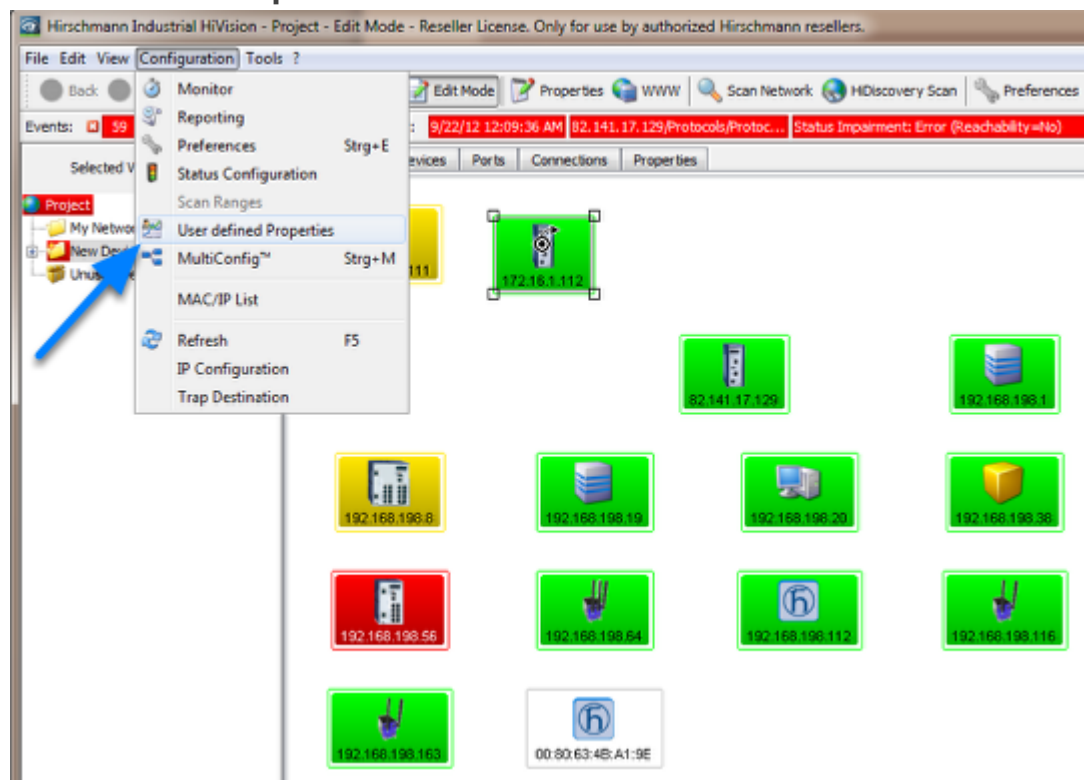 Hirschmann Industrial HiVision - Project - Edit Mode - Reseller License. Only for use by authorized Hirschmann resellers.
File Edit View Configuration Tools ?
Back Edit Mode Properties WWW Scan Network HiDiscovery Scan Preferences
Events: 59 : 9/22/12 12:09:36 AM 82.141.17.129/Protocols/Protoc... Status Impairment: Error (Reachability=No)
Selected V evices Ports Connections Properties
Monitor
Reporting
Preferences Strg+E
Status Configuration
Scan Ranges
User defined Properties
MultiConfig™ Strg+M
MAC/IP List
Refresh F5
IP Configuration
Trap Destination
Project
My Networ
New Devi
Unus
111
172.16.1.112
82.141.17.129
192.168.198.1
192.168.198.8
192.168.198.19
192.168.198.20
192.168.198.38
192.168.198.56
192.168.198.64
192.168.198.112
192.168.198.116
192.168.198.163
00:80:63:4B:A1:9E